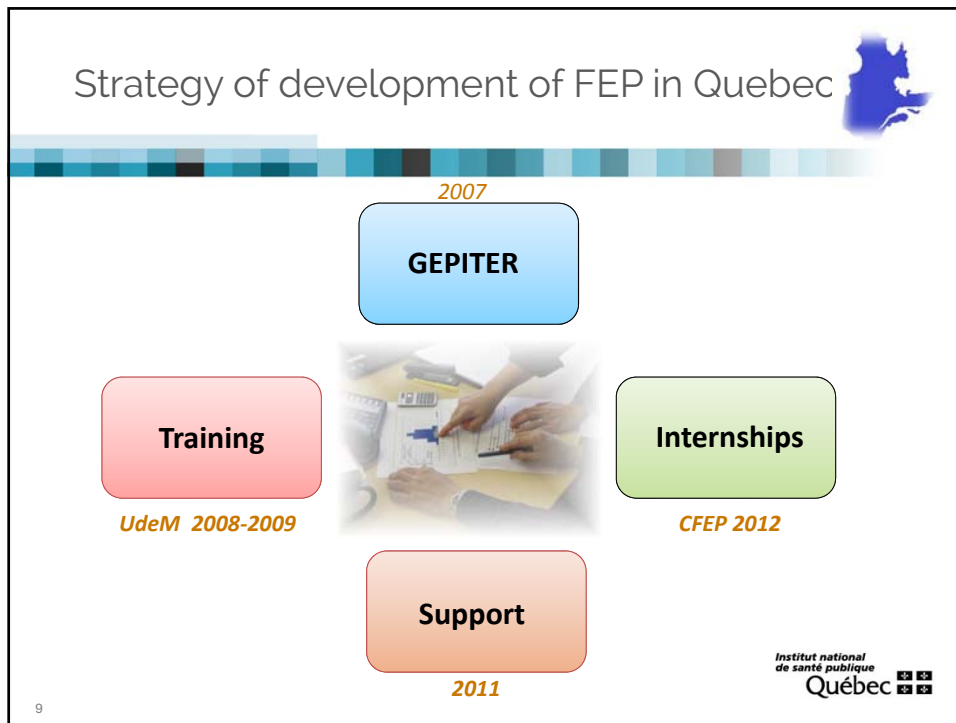 Strategy of development of FEP in Quebec
2007
GEPITER
Training
Internships
UdeM 2008-2009
CFEP 2012
Support
2011
Institut national
de santé publique
Québec
9